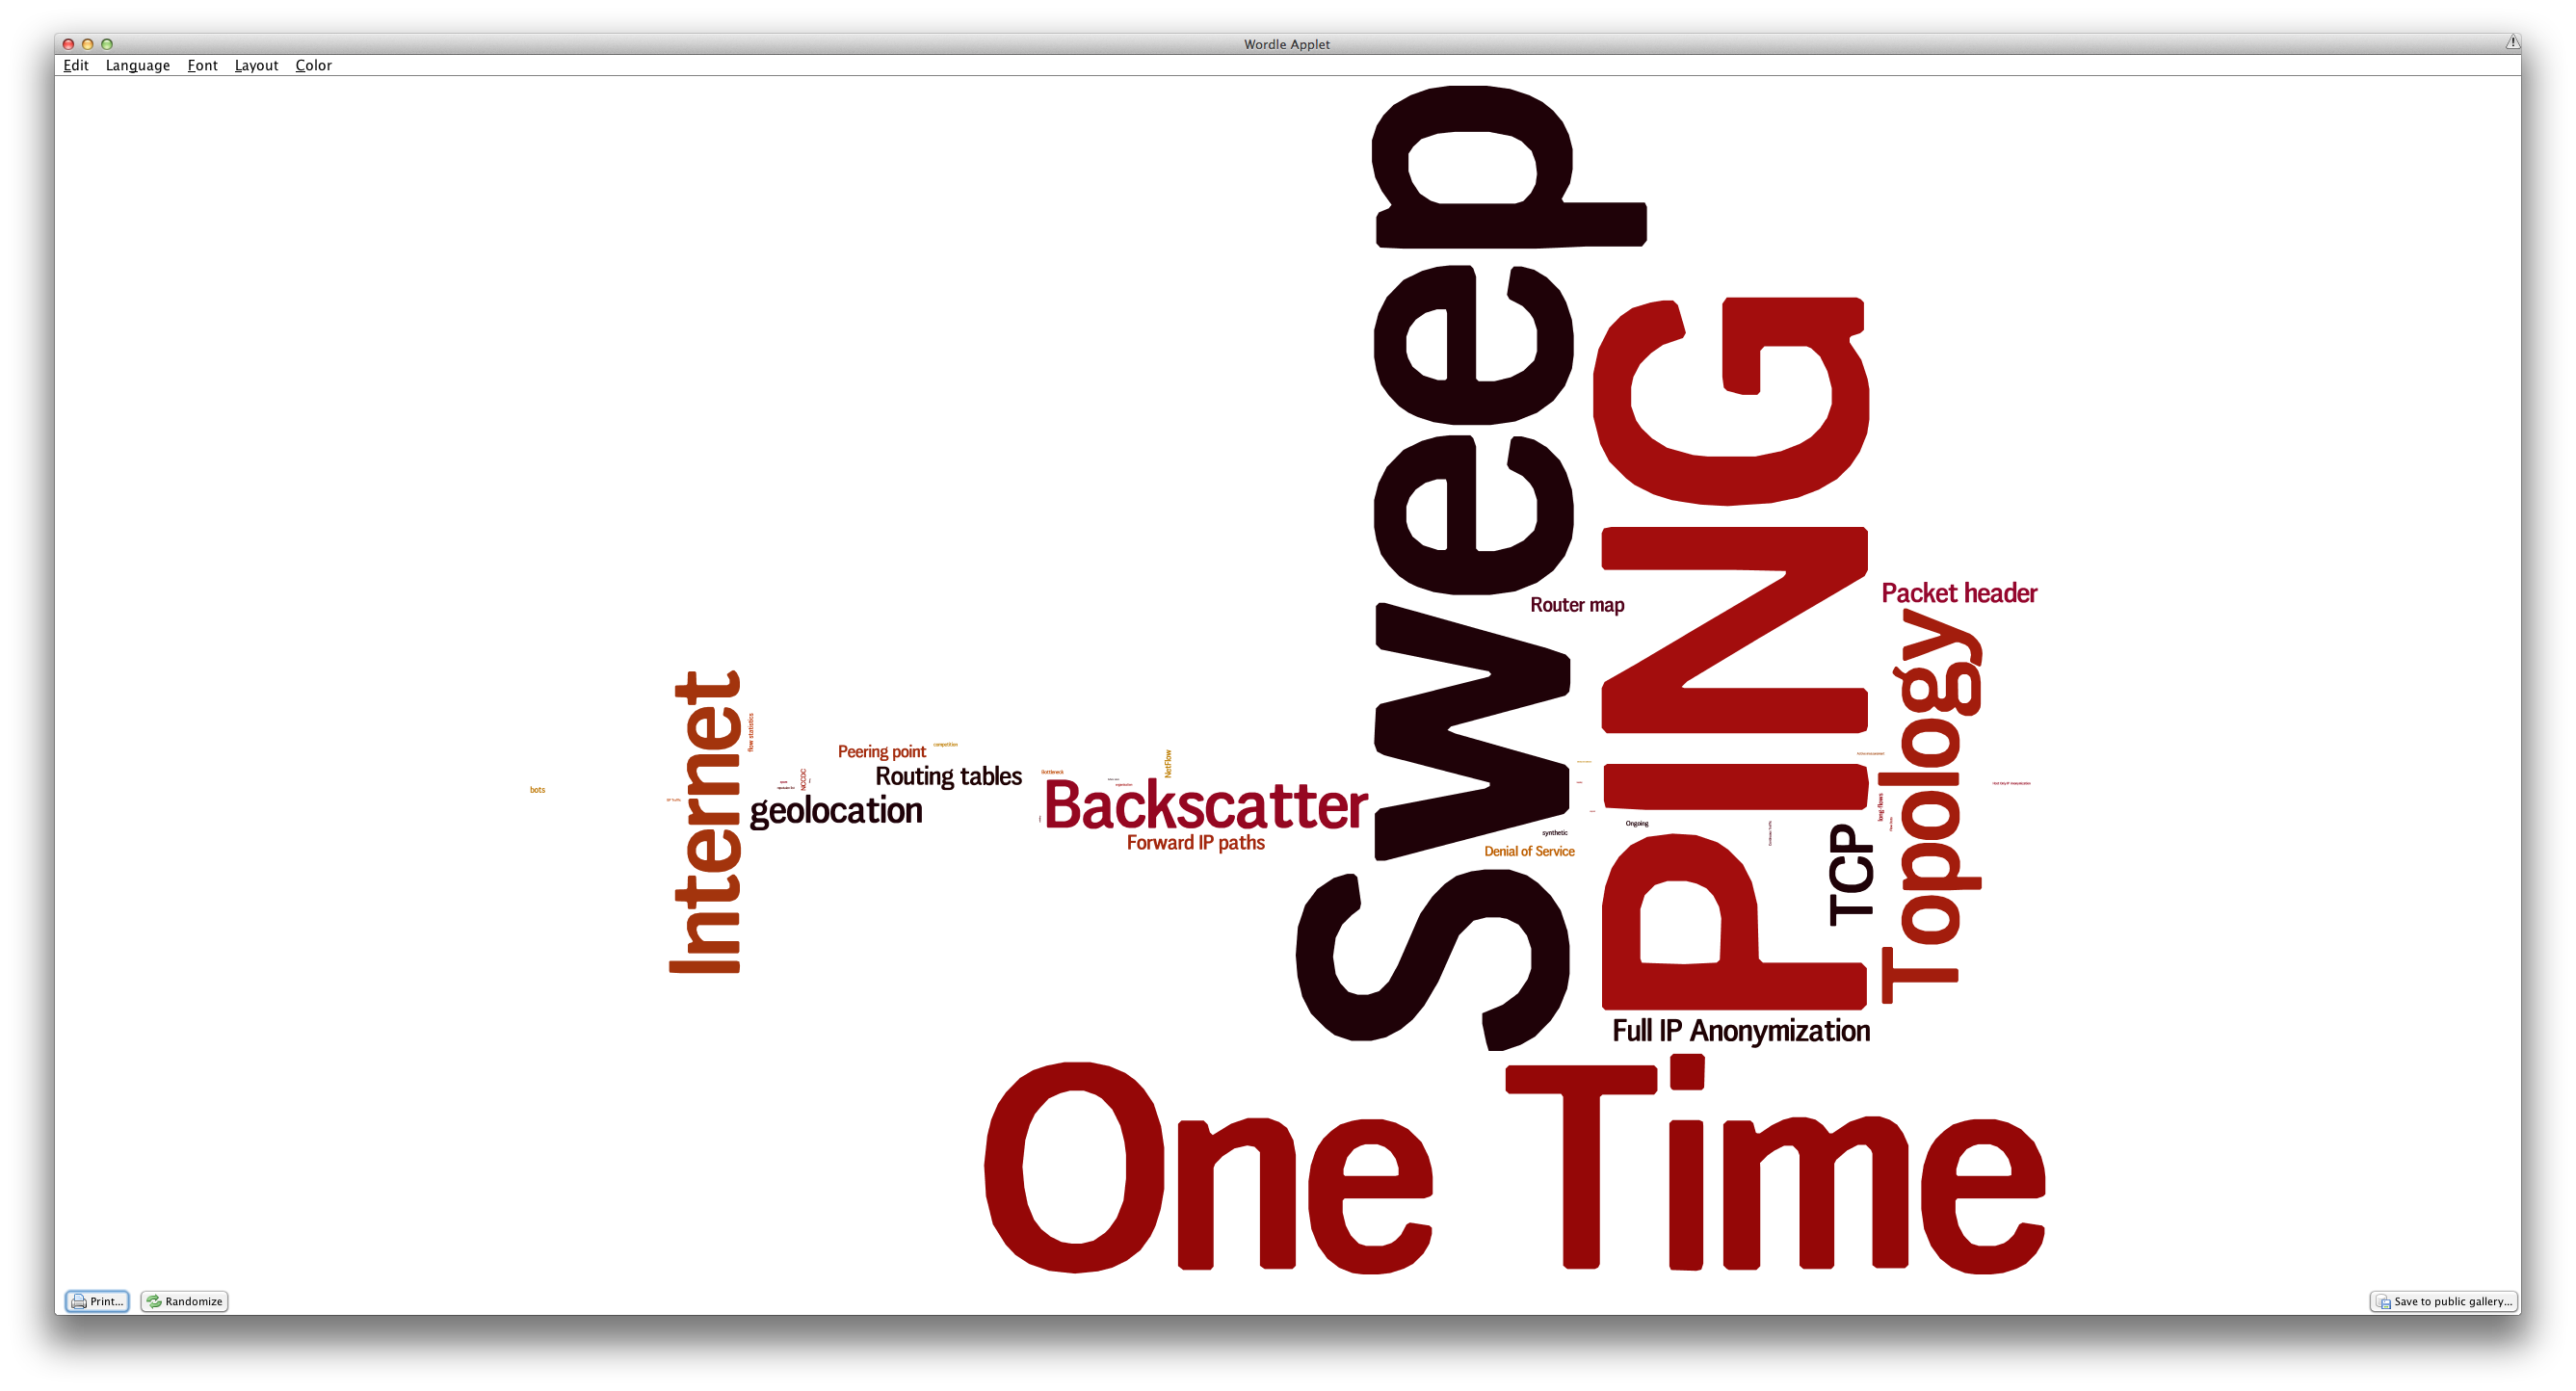 Wordle Applet
Edit Language Font Layout Color
Sweep
PING
Packet header
Router map
Topology
Internet
flow statistics
Peering point
competition
NetFlow
Routing tables
bots
NCCDC
geolocation
Bottleneck
Backscatter
Forward IP paths
long-flows
Ongoing
synthetic
Denial of Service
TCP
Full IP Anonymization
One Time
Print...
Randomize
Save to public gallery...